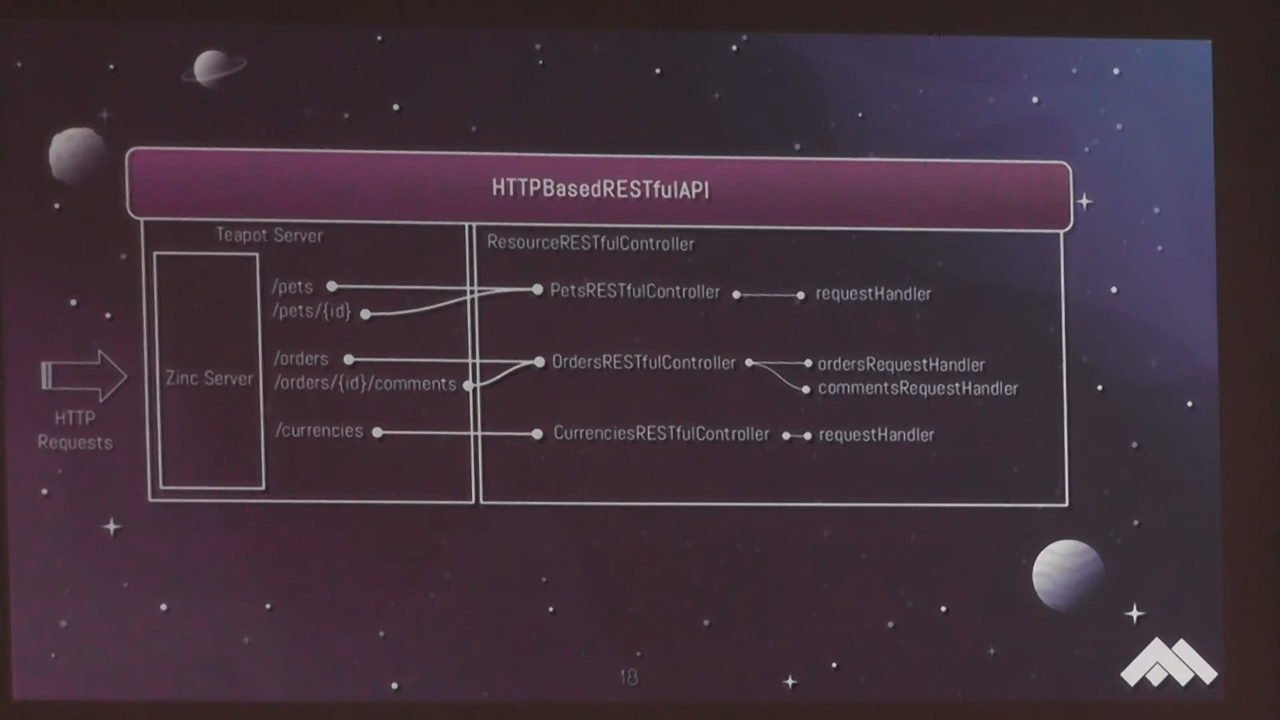 HTTPBasedRESTfulAPI
Teapot Server
ResourceRESTfulController
/pets
PetsRESTfulController
requestHandler
/pets/{id}
/orders
OrdersRESTfulController
ordersRequestHandler
/orders/{id}/comments
commentsRequestHandler
Zinc Server
HTTP
Requests
/currencies
CurrenciesRESTfulController
requestHandler
18